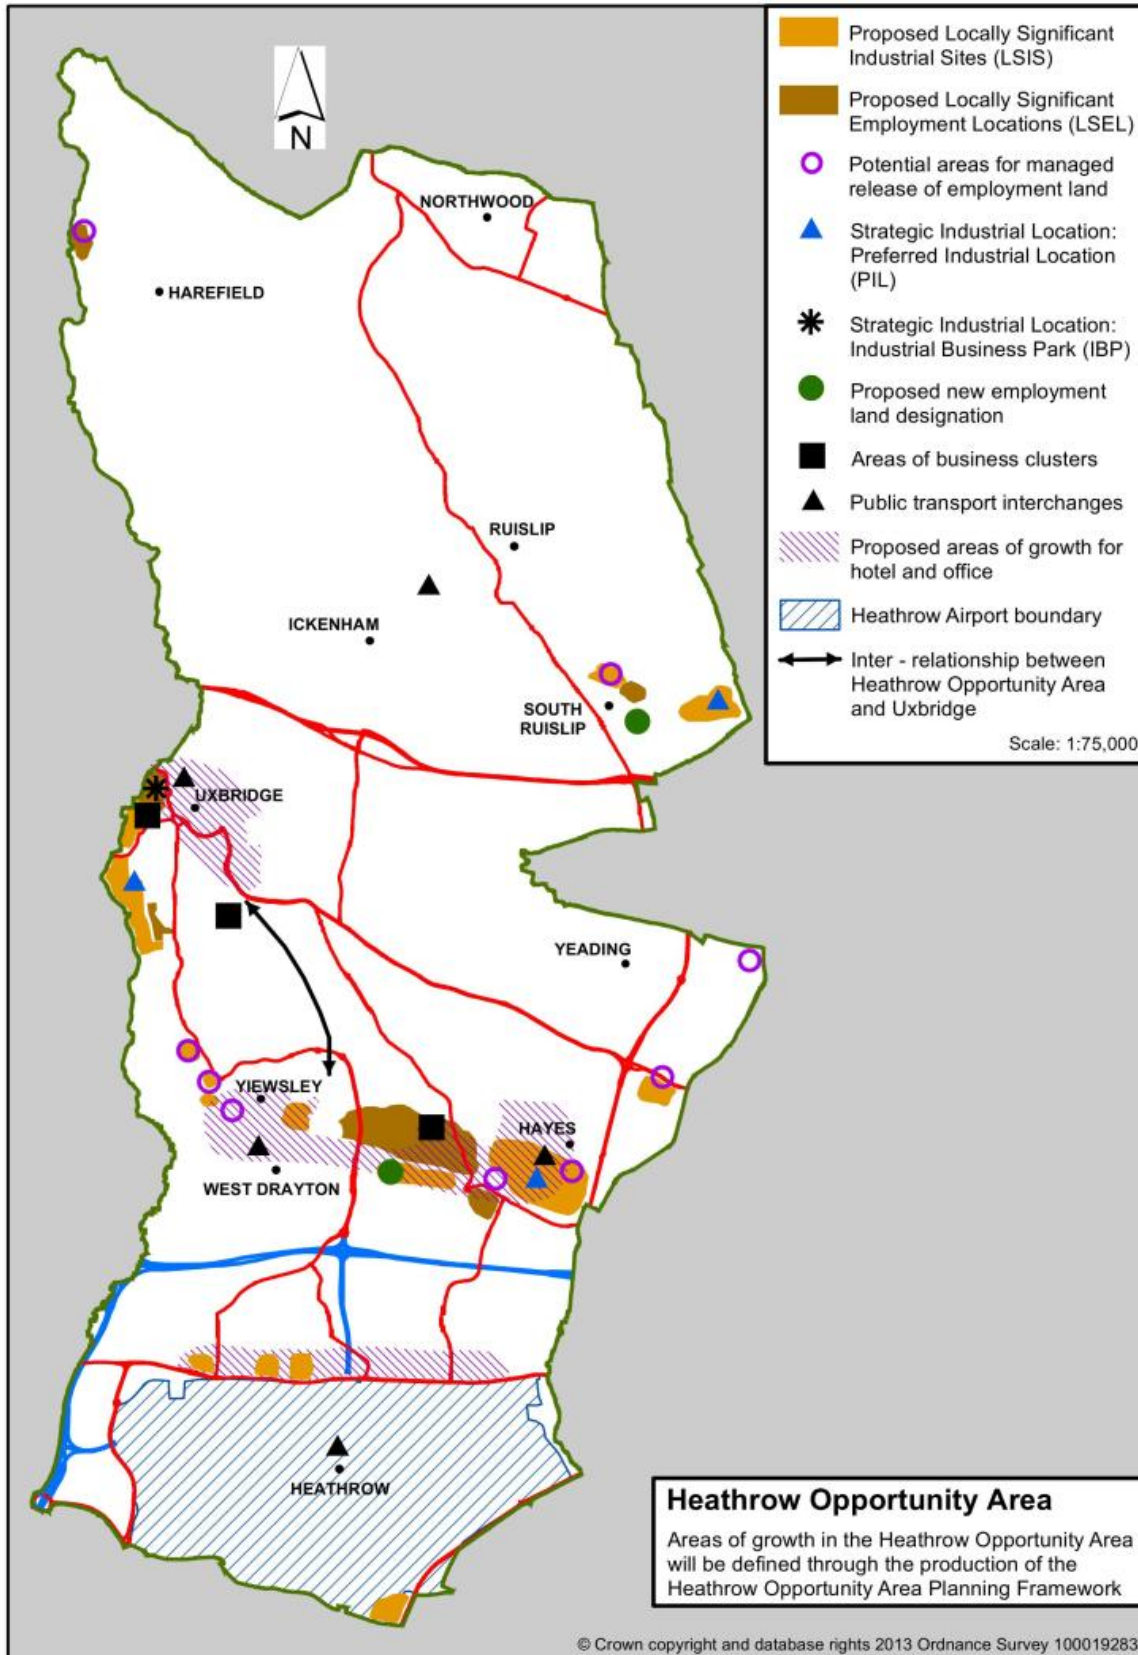 N
NORTHWOOD
HAREFIELD
RUISLIP
ICKENHAM
SOUTH
RUISLIP
UXBRIDGE
YEADING
YIEWSLEY
HAYES
WEST DRAYTON
HEATHROW
Proposed Locally Significant
Industrial Sites (LSIS)
Proposed Locally Significant
Employment Locations (LSEL)
Potential areas for managed
release of employment land
Strategic Industrial Location:
Preferred Industrial Location
(PIL)
Strategic Industrial Location:
Industrial Business Park (IBP)
Proposed new employment
land designation
Areas of business clusters
Public transport interchanges
Proposed areas of growth for
hotel and office
Heathrow Airport boundary
Inter - relationship between
Heathrow Opportunity Area
and Uxbridge
Scale: 1:75,000
Heathrow Opportunity Area
Areas of growth in the Heathrow Opportunity Area
will be defined through the production of the
Heathrow Opportunity Area Planning Framework
© Crown copyright and database rights 2013 Ordnance Survey 100019283